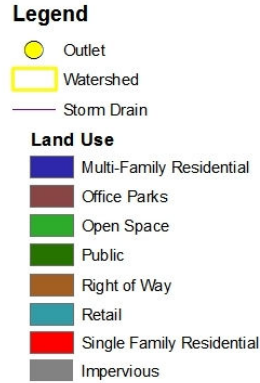 Legend
Outlet
Watershed
Storm Drain
Land Use
Multi-Family Residential
Office Parks
Open Space
Public
Right of Way
Retail
Single Family Residential
Impervious